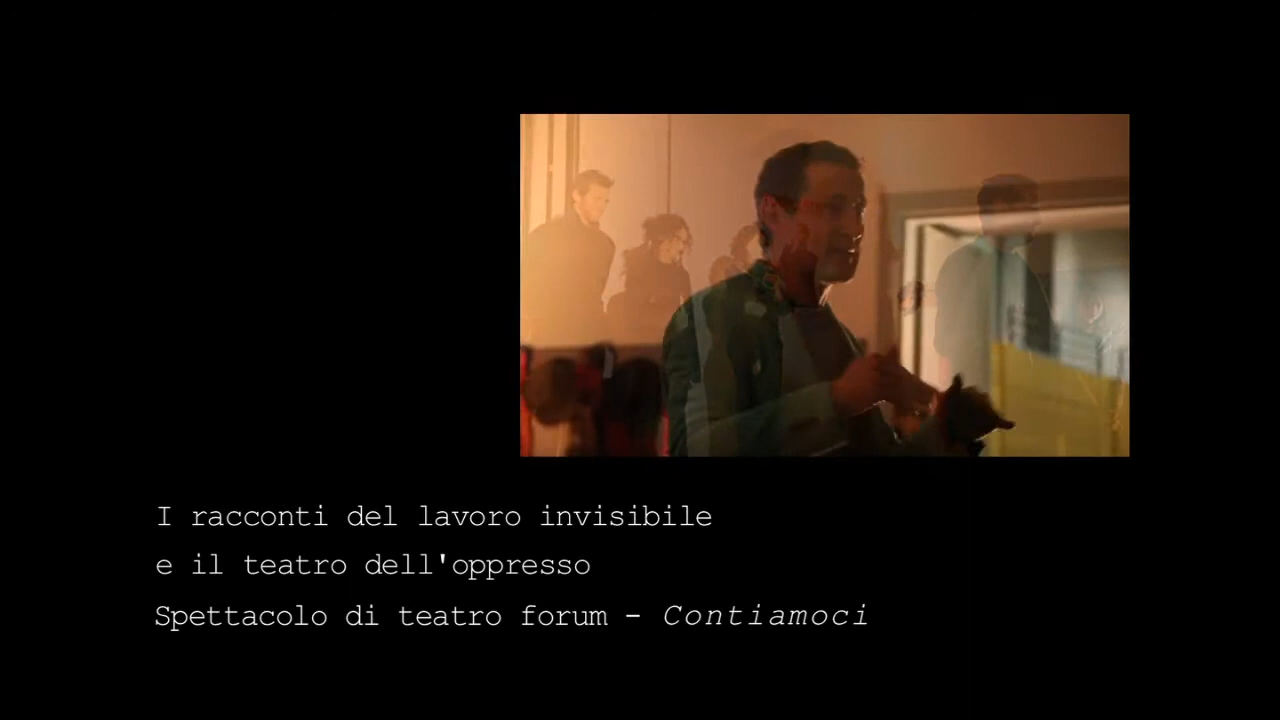 I racconti del lavoro invisibile
e il teatro dell'oppresso
Spettacolo di teatro forum - Contiamoci